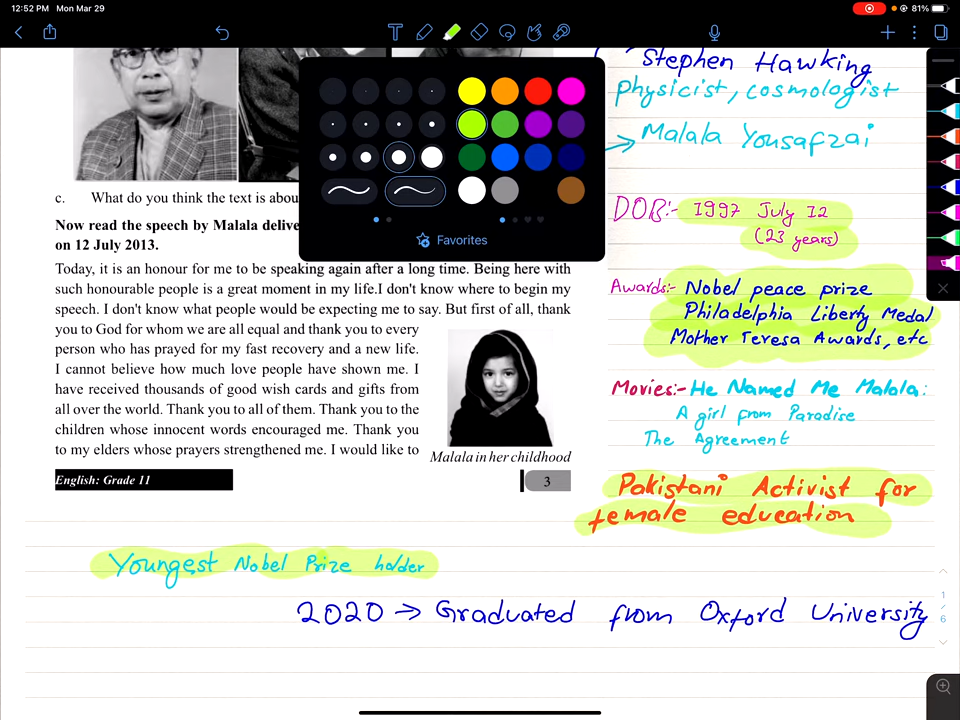 12:52 PM Mon Mar 29
81%
Stephen Hawking
physicist, cosmologist
→ Malala Yousafzai
c. What do you think the text is abou
Now read the speech by Malala delive
on 12 July 2013.
DOB:- 1997 July 12
(23 years)
Favorites
Today, it is an honour for me to be speaking again after a long time. Being here with
such honourable people is a great moment in my life.I don't know where to begin my
speech. I don't know what people would be expecting me to say. But first of all, thank
you to God for whom we are all equal and thank you to every
person who has prayed for my fast recovery and a new life.
I cannot believe how much love people have shown me. I
have received thousands of good wish cards and gifts from
all over the world. Thank you to all of them. Thank you to the
children whose innocent words encouraged me. Thank you
to my elders whose prayers strengthened me. I would like to
Malala in her childhood
English: Grade 11
3
Awards:- Nobel peace prize
Philadelphia Liberty Medal
Mother Teresa Awards, etc
Movies:- He Named Me Malala:
A girl from Paradise
The Agreement
Pakistani Activist for
female education
Youngest Nobel Prize holder
2020 → Graduated from Oxford University
1
/
6